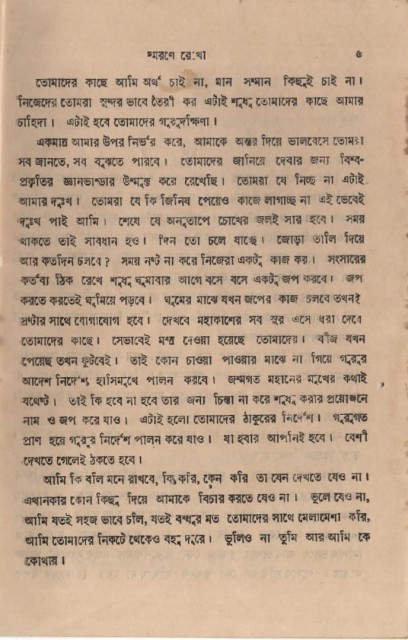 স্মরণে রেখো ৫
তোমাদের কাছে আমি অর্থ চাই না, মান সম্মান কিছুই চাই না।
নিজেদের তোমরা সুন্দর ভাবে তৈরী কর এটাই শুধু তোমাদের কাছে আমার
চাহিদা। এটাই হবে তোমাদের গুরুদক্ষিণা।
একমাত্র আমার উপর নির্ভর করে, আমাকে অন্তর দিয়ে ভালবেসে তোমরা
সব জানতে, সব বুঝতে পারবে। তোমাদের জানিয়ে দেবার জন্য বিশ্ব-
প্রকৃতির জ্ঞানভাণ্ডার উন্মুক্ত করে রেখেছি। তোমরা যে নিচ্ছ না এটাই
আমার দুঃখ। তোমরা যে কি জিনিষ পেয়েও কাজে লাগাচ্ছ না এই ভেবেই
দুঃখ পাই আমি। শেষে যে অনুতাপে চোখের জলই সার হবে। সময়
থাকতে তাই সাবধান হও। দিন তো চলে যাচ্ছে। জোড়া তালি দিয়ে
আর কতদিন চলবে? সময় নষ্ট না করে নিজেরা একটু কাজ কর। সংসারের
কর্তব্য ঠিক রেখে শুধু ঘুমাবার আগে বসে বসে একটু জপ করবে। জপ
করতে করতেই ঘুমিয়ে পড়বে। ঘুমের মাঝে যখন জপের কাজ চলবে তখনই
স্রষ্টার সাথে যোগাযোগ হবে। দেখবে মহাকাশের সব সুর এসে ধরা দেবে
তোমাদের কাছে। সেভাবেই মন্ত্র দেওয়া হয়েছে তোমাদের। বীজ যখন
পেয়েছ তখন ফুটবেই। তাই কোন চাওয়া পাওয়ার মাঝে না গিয়ে গুরুর
আদেশ নির্দেশ হাসিমুখে পালন করবে। জন্মগত মহানের মুখের কথাই
যথেষ্ট। তাই কি হবে না হবে তার জন্য চিন্তা না করে শুধু করার প্রয়োজনে
নাম ও জপ করে যাও। এটাই হলো তোমাদের ঠাকুরের নির্দেশ। গুরুগত
প্রাণ হয়ে গুরুর নির্দেশ পালন করে যাও। যা হবার আপনিই হবে। বেশী
দেখতে গেলেই ঠকতে হবে।
আমি কি বলি মনে রাখবে, কি করি, কেন করি তা যেন দেখতে যেও না।
এখানকার কোন কিছু দিয়ে আমাকে বিচার করতে যেও না। ভুলে যেও না,
আমি যতই সহজ ভাবে চলি, যতই বন্ধুর মত তোমাদের সাথে মেলামেশা করি,
আমি তোমাদের নিকটে থেকেও বহু দূরে। ভুলিও না তুমি আর আমি কে
কোথায়।